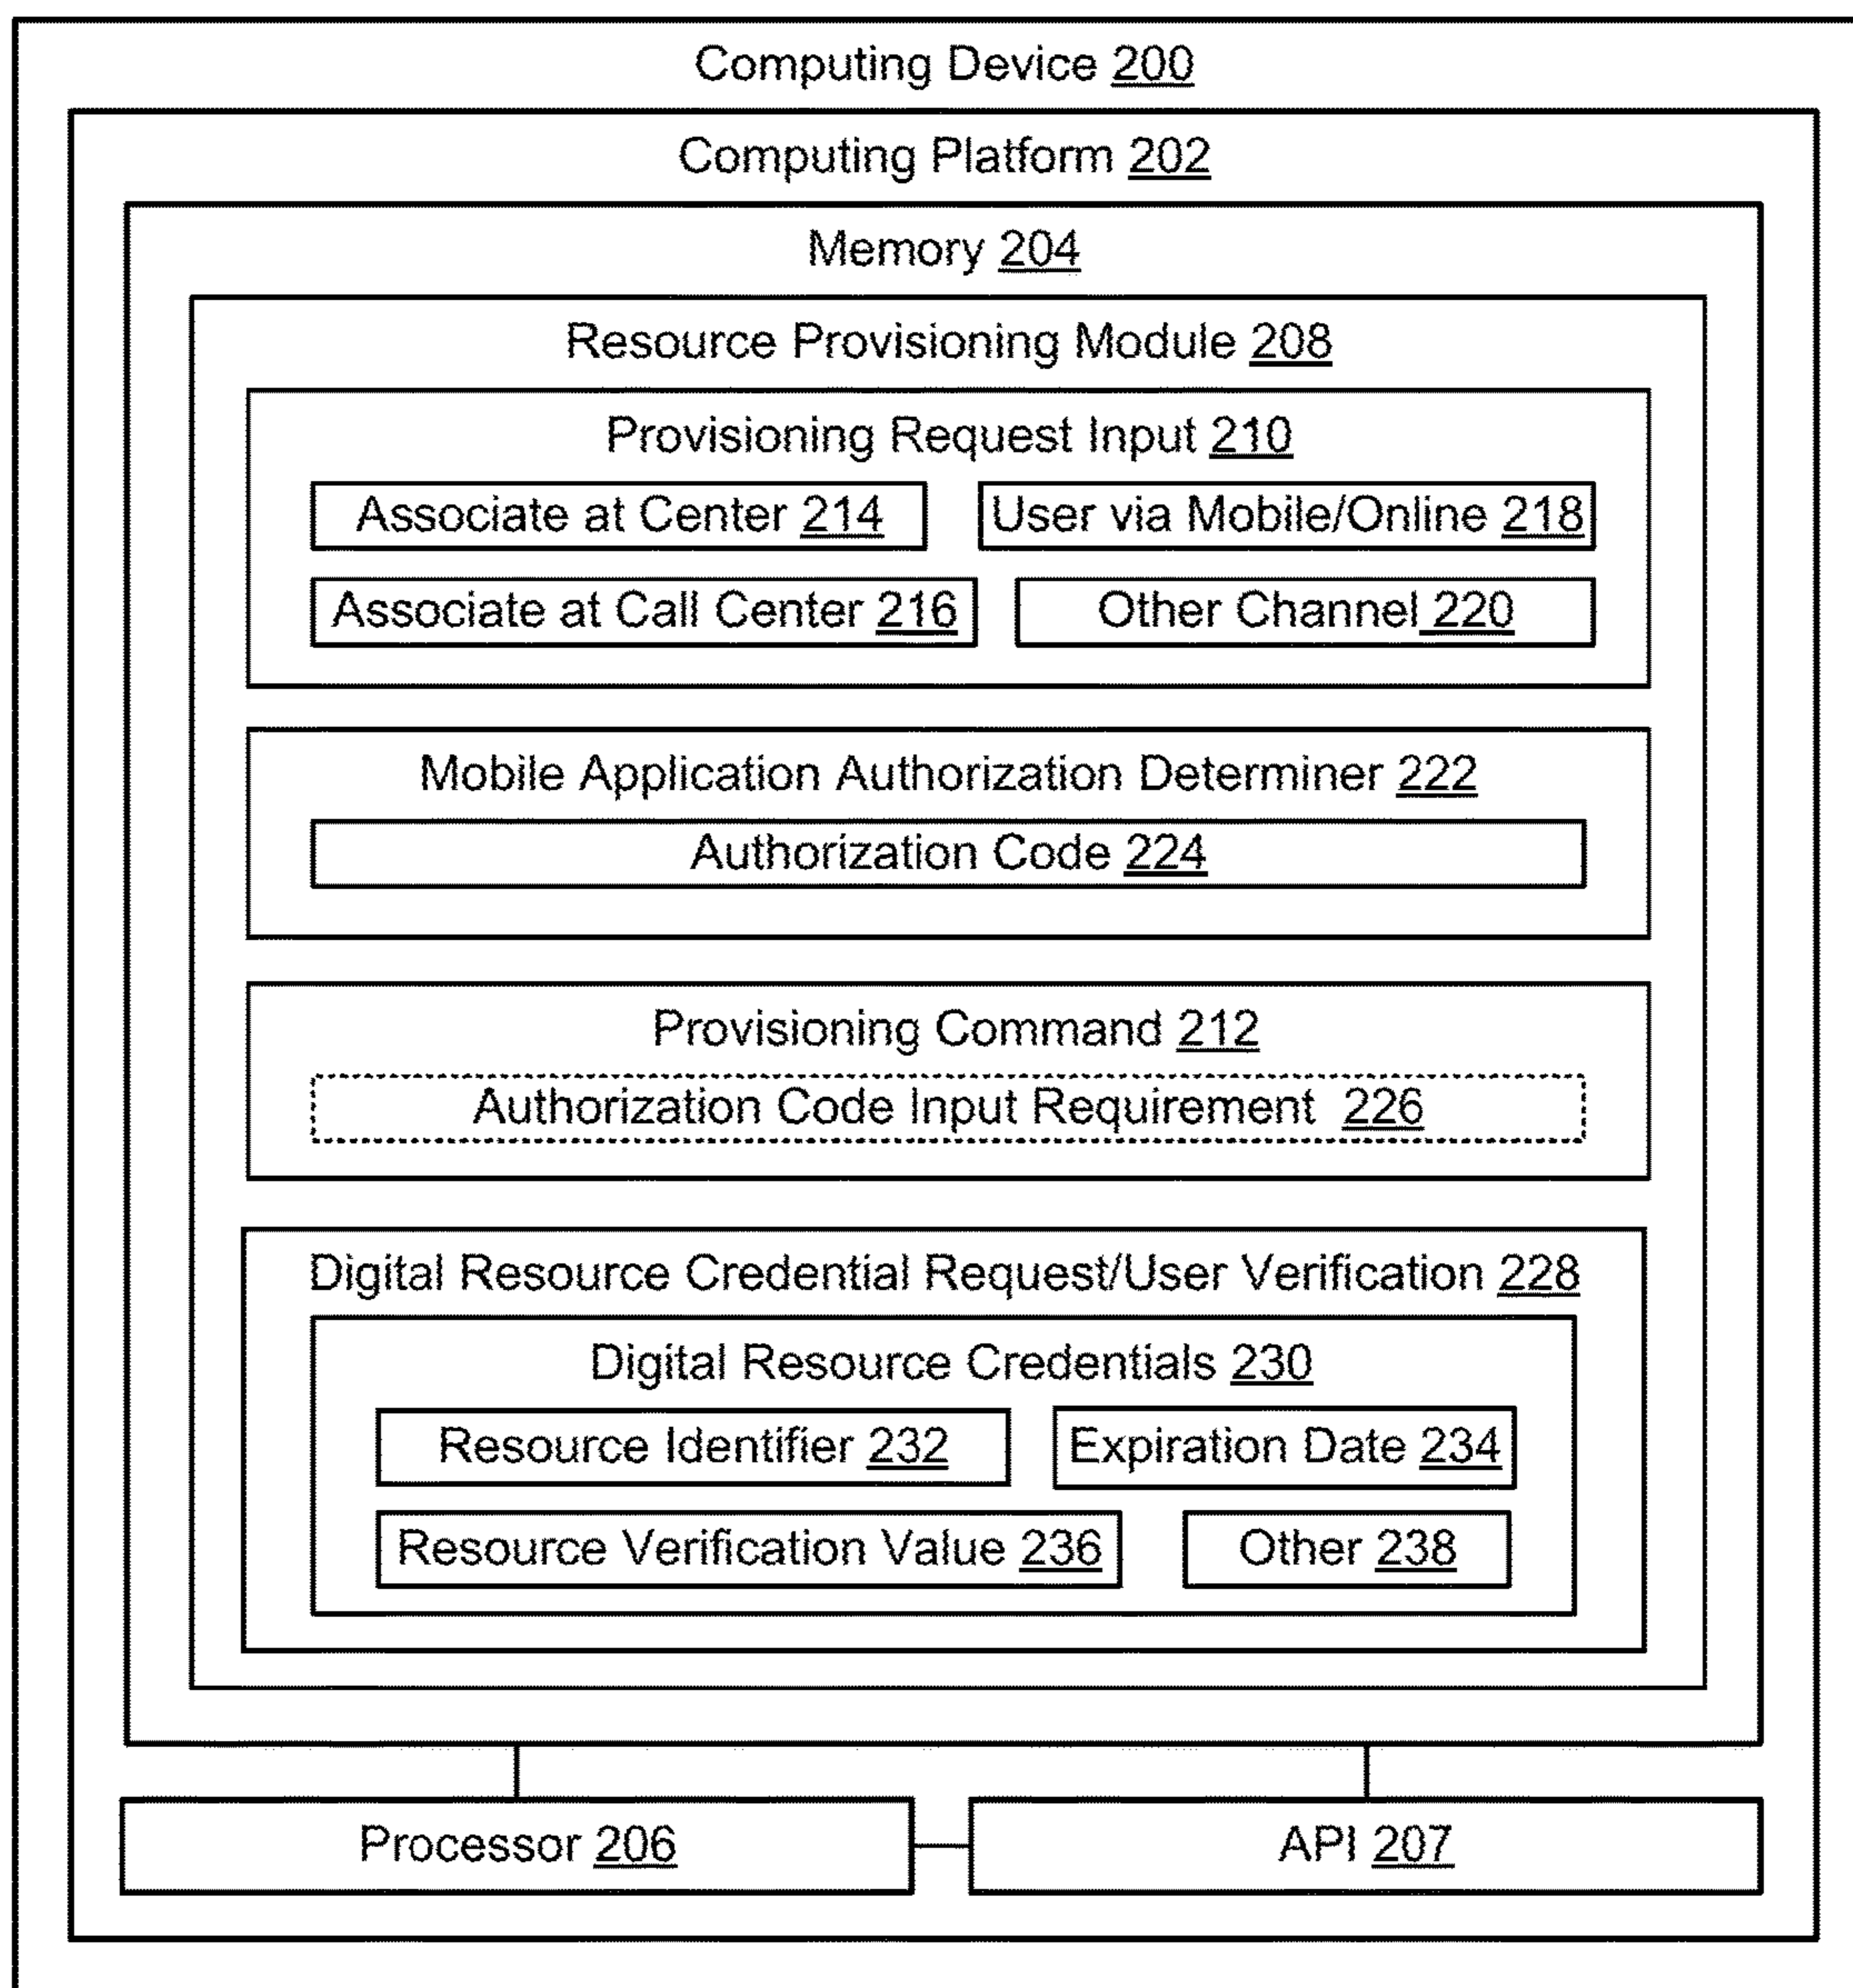 Computing Device 200
Computing Platform 202
Memory 204
Resource Provisioning Module 208
Provisioning Request Input 210
Associate at Center 214
User via Mobile/Online 218
Associate at Call Center 216
Other Channel 220
Mobile Application Authorization Determiner 222
Authorization Code 224
Provisioning Command 212
Authorization Code Input Requirement 226
Digital Resource Credential Request/User Verification 228
Digital Resource Credentials 230
Resource Identifier 232
Expiration Date 234
Resource Verification Value 236
Other 238
Processor 206
API 207